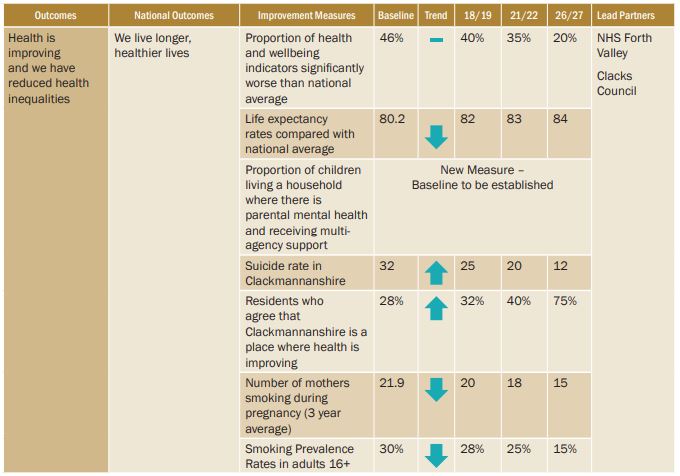 Outcomes National Outcomes Improvement Measures Baseline Trend 18/19 21/22 26/27 Lead Partners
Health is
improving
and we have
reduced health
inequalities
We live longer,
healthier lives
Proportion of health
and wellbeing
indicators significantly
worse than national
average
46% 40% 35% 20%
NHS Forth
Valley
Clacks
Council
Life expectancy
rates compared with
national average
80.2 82 83 84
Proportion of children
living a household
where there is
parental mental health
and receiving multi-
agency support
New Measure –
Baseline to be established
Suicide rate in
Clackmannanshire
32 25 20 12
Residents who
agree that
Clackmannanshire is a
place where health is
improving
28% 32% 40% 75%
Number of mothers
smoking during
pregnancy (3 year
average)
21.9 20 18 15
Smoking Prevalence
Rates in adults 16+
30% 28% 25% 15%